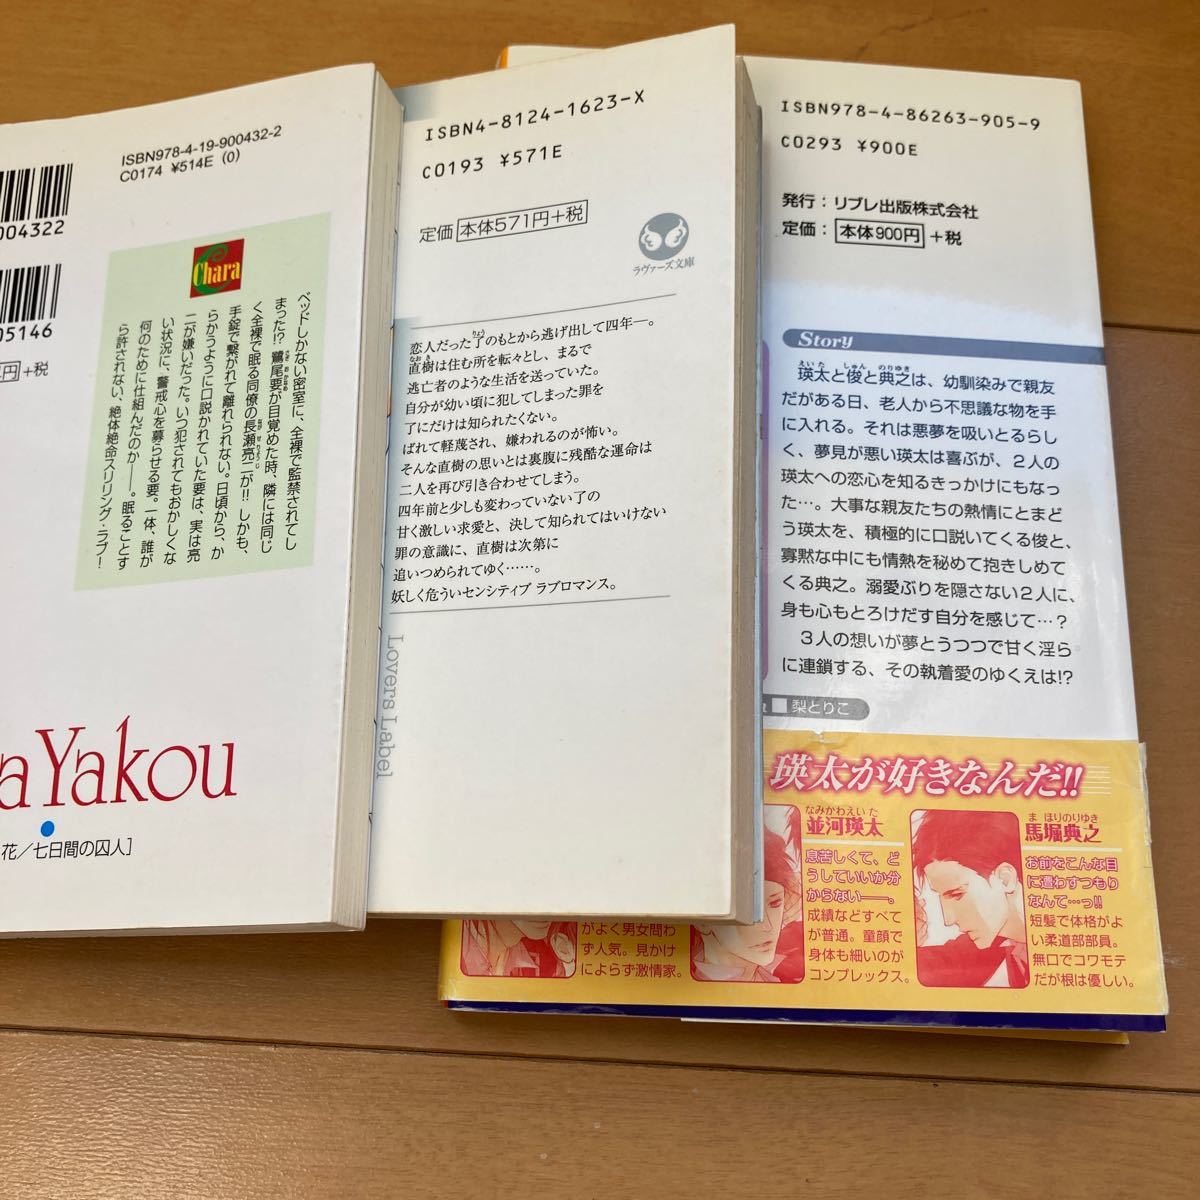 004322
05146
円+税
ISBN978-4-19-900432-2
C0174 ¥514E (0)
Chara
ベッドしかない密室に、全裸で監禁されてし
まった!? 鷺尾要が目覚めた時、隣には同じ
く全裸で眠る同僚の長瀬亮二が!! しかも、
手錠で繋がれて離れられない。日頃から、か
らかうように口説かれていた要は、実は亮
二が嫌いだった。いつ犯されてもおかしくな
い状況に、警戒心を募らせる要。一体、誰が
何のために仕組んだのか──。眠ることす
ら許されない、絶体絶命スリリング・ラブ!
a Yakou
花／七日間の囚人]
ISBN4-8124-1623-X
C0193 ¥571E
定価 本体571円+税
ラヴァーズ文庫
恋人だった了のもとから逃げ出して四年─。
直樹は住む所を転々とし、まるで
逃亡者のような生活を送っていた。
自分が幼い頃に犯してしまった罪を
了にだけは知られたくない。
ばれて軽蔑され、嫌われるのが怖い。
そんな直樹の思いとは裏腹に残酷な運命は
二人を再び引き合わせてしまう。
四年前と少しも変わっていない了の
甘く激しい求愛と、決して知られてはいけない
罪の意識に、直樹は次第に
追いつめられてゆく……。
妖しく危ういセンシティブ ラブロマンス。
Lovers Label
ISBN978-4-86263-905-9
C0293 ¥900E
発行：リブレ出版株式会社
定価：本体900円 +税
Story
瑛太と俊と典之は、幼馴染みで親友
だがある日、老人から不思議な物を手
に入れる。それは悪夢を吸いとるらし
く、夢見が悪い瑛太は喜ぶが、２人の
瑛太への恋心を知るきっかけにもなっ
た…。大事な親友たちの熱情にとまど
う瑛太を、積極的に口説いてくる俊と、
寡黙な中にも情熱を秘めて抱きしめて
くる典之。溺愛ぶりを隠さない２人に、
身も心もとろけだす自分を感じて…？
３人の想いが夢とうつつで甘く淫ら
に連鎖する、その執着愛のゆくえは!?
梨とりこ
瑛太が好きなんだ!!
がよく男女問わ
ず人気。見かけ
によらず激情家。
並河瑛太
息苦しくて、ど
うしていいか分
からない──。
成績などすべて
が普通。童顔で
身体も細いのが
コンプレックス。
馬堀典之
お前をこんな目
に遭わすつもり
なんて…っ!!
短髪で体格がよ
い柔道部部員。
無口でコワモテ
だが根は優しい。